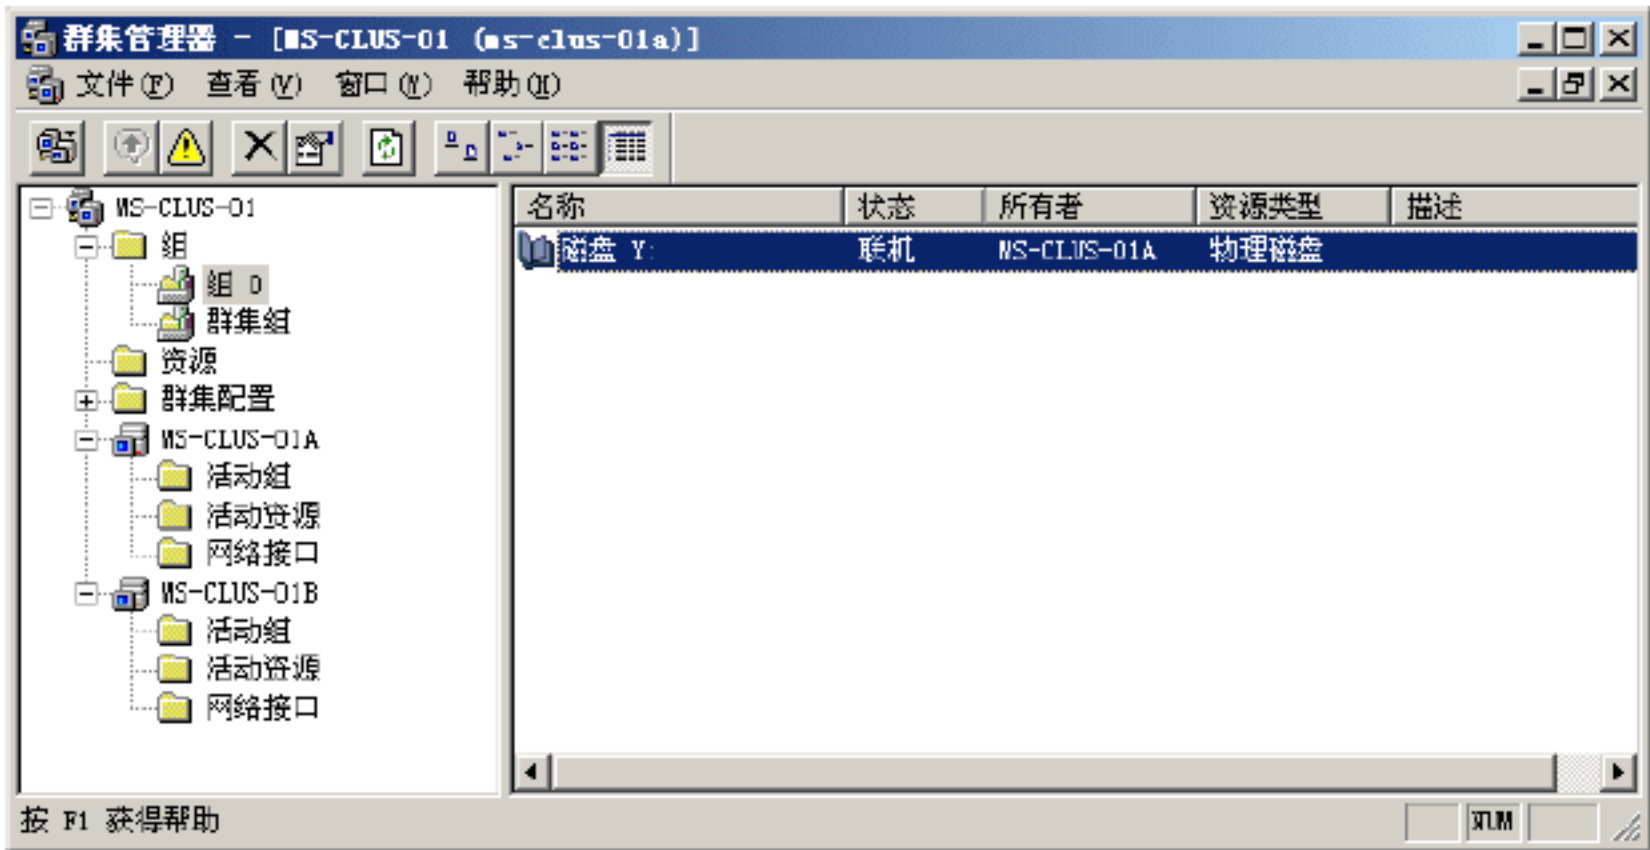 群集管理器 - [MS-CLUS-01 (ms-clus-01a)]
文件(F) 查看(V) 窗口(W) 帮助(H)
MS-CLUS-01
组
组 0
群集组
资源
群集配置
MS-CLUS-01A
活动组
活动资源
网络接口
MS-CLUS-01B
活动组
活动资源
网络接口
名称 状态 所有者 资源类型 描述
磁盘 Y: 联机 MS-CLUS-01A 物理磁盘
按 F1 获得帮助
NUM